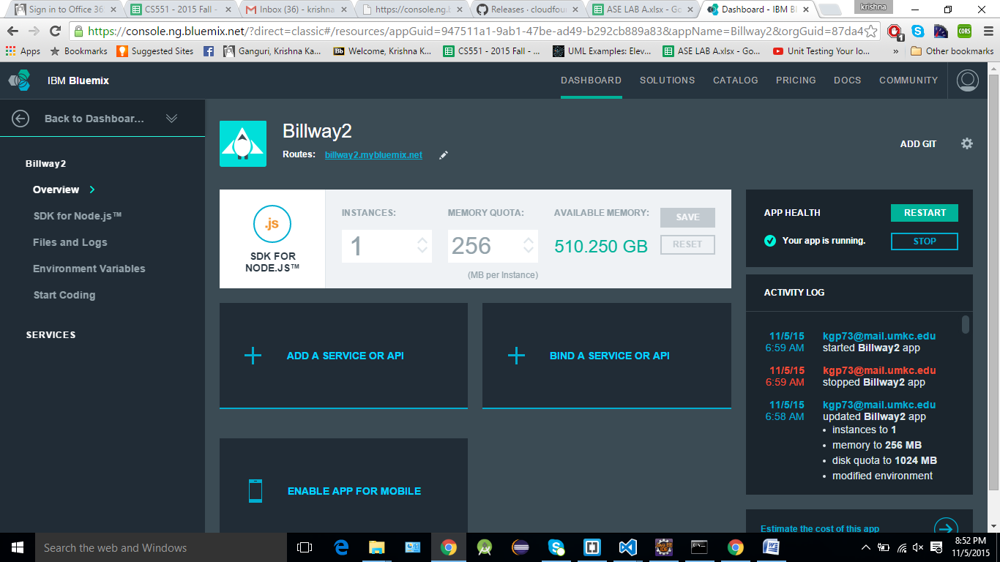 krishna
Sign in to Office 36
CS551 - 2015 Fall -
Inbox (36) - krishna
https://console.ng.b
Releases · cloudfour
ASE LAB A.xlsx - Go
Dashboard - IBM Bl
https://console.ng.bluemix.net/?direct=classic#/resources/appGuid=947511a1-9ab1-47be-ad49-b292cb889a83&appName=Billway2&orgGuid=87da4
1
CORS
Apps
Bookmarks
Suggested Sites
Ganguri, Krishna Ka...
Bb Welcome, Krishna K...
CS551 - 2015 Fall - ...
UML Examples: Elev...
ASE LAB A.xlsx - Go...
Unit Testing Your Io...
»
Other bookmarks
IBM Bluemix
DASHBOARD
SOLUTIONS
CATALOG
PRICING
DOCS
COMMUNITY
Back to Dashboar...
Billway2
Overview
SDK for Node.js™
Files and Logs
Environment Variables
Start Coding
SERVICES
Billway2
Routes: billway2.mybluemix.net
ADD GIT
.js
SDK FOR
NODE.JS™
INSTANCES:
1
MEMORY QUOTA:
256
(MB per Instance)
AVAILABLE MEMORY:
510.250 GB
SAVE
RESET
ADD A SERVICE OR API
BIND A SERVICE OR API
ENABLE APP FOR MOBILE
APP HEALTH
RESTART
Your app is running.
STOP
ACTIVITY LOG
11/5/15 kgp73@mail.umkc.edu
6:59 AM started Billway2 app
11/5/15 kgp73@mail.umkc.edu
6:59 AM stopped Billway2 app
11/5/15 kgp73@mail.umkc.edu
6:58 AM updated Billway2 app
• instances to 1
• memory to 256 MB
• disk quota to 1024 MB
• modified environment
Estimate the cost of this app
Search the web and Windows
8:52 PM
11/5/2015